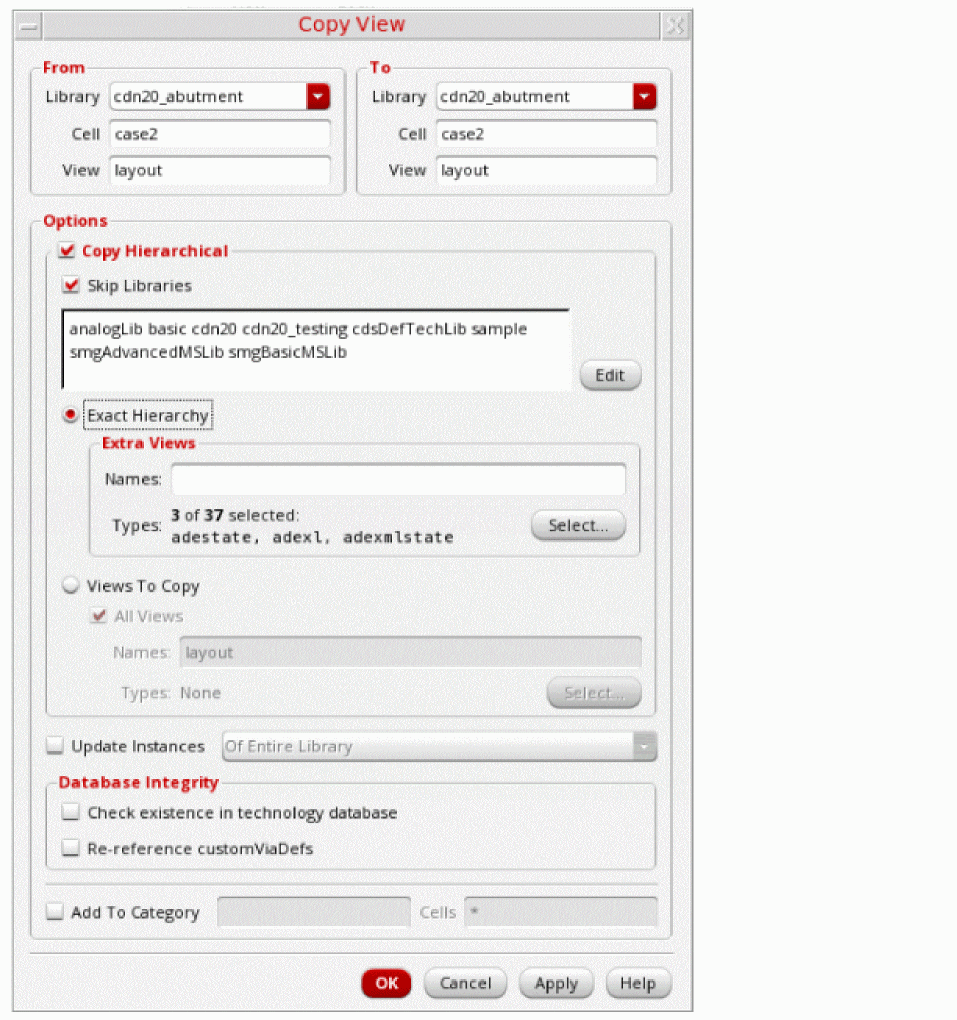 Copy View
From
To
Library cdn20_abutment
Library cdn20_abutment
Cell case2
Cell case2
View layout
View layout
Options
Copy Hierarchical
Skip Libraries
analogLib basic cdn20 cdn20_testing cdsDefTechLib sample
smgAdvancedMSLib smgBasicMSLib
Edit
Exact Hierarchy
Extra Views
Names:
Types: 3 of 37 selected:
adestate, adexl, adexmlstate
Select...
Views To Copy
All Views
Names: layout
Types: None
Select...
Update Instances Of Entire Library
Database Integrity
Check existence in technology database
Re-reference customViaDefs
Add To Category Cells *
OK Cancel Apply Help